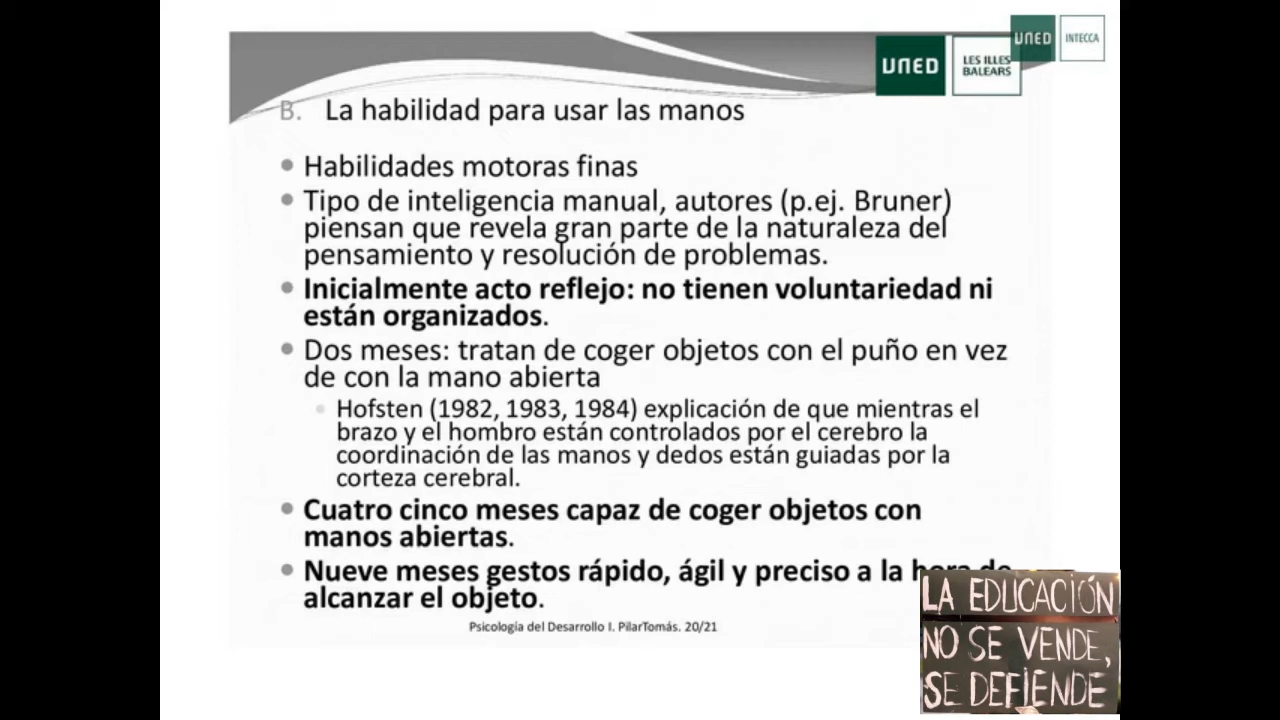 UNED
INTECCA
UNED
LES ILLES
BALEARS
B. La habilidad para usar las manos
• Habilidades motoras finas
• Tipo de inteligencia manual, autores (p.ej. Bruner)
piensan que revela gran parte de la naturaleza del
pensamiento y resolución de problemas.
• Inicialmente acto reflejo: no tienen voluntariedad ni
están organizados.
• Dos meses: tratan de coger objetos con el puño en vez
de con la mano abierta
• Hofsten (1982, 1983, 1984) explicación de que mientras el
brazo y el hombro están controlados por el cerebro la
coordinación de las manos y dedos están guiadas por la
corteza cerebral.
• Cuatro cinco meses capaz de coger objetos con
manos abiertas.
• Nueve meses gestos rápido, ágil y preciso a la hora de
alcanzar el objeto.
Psicología del Desarrollo I. PilarTomás. 20/21
LA EDUCACIÓN
NO SE VENDE,
SE DEFIENDE